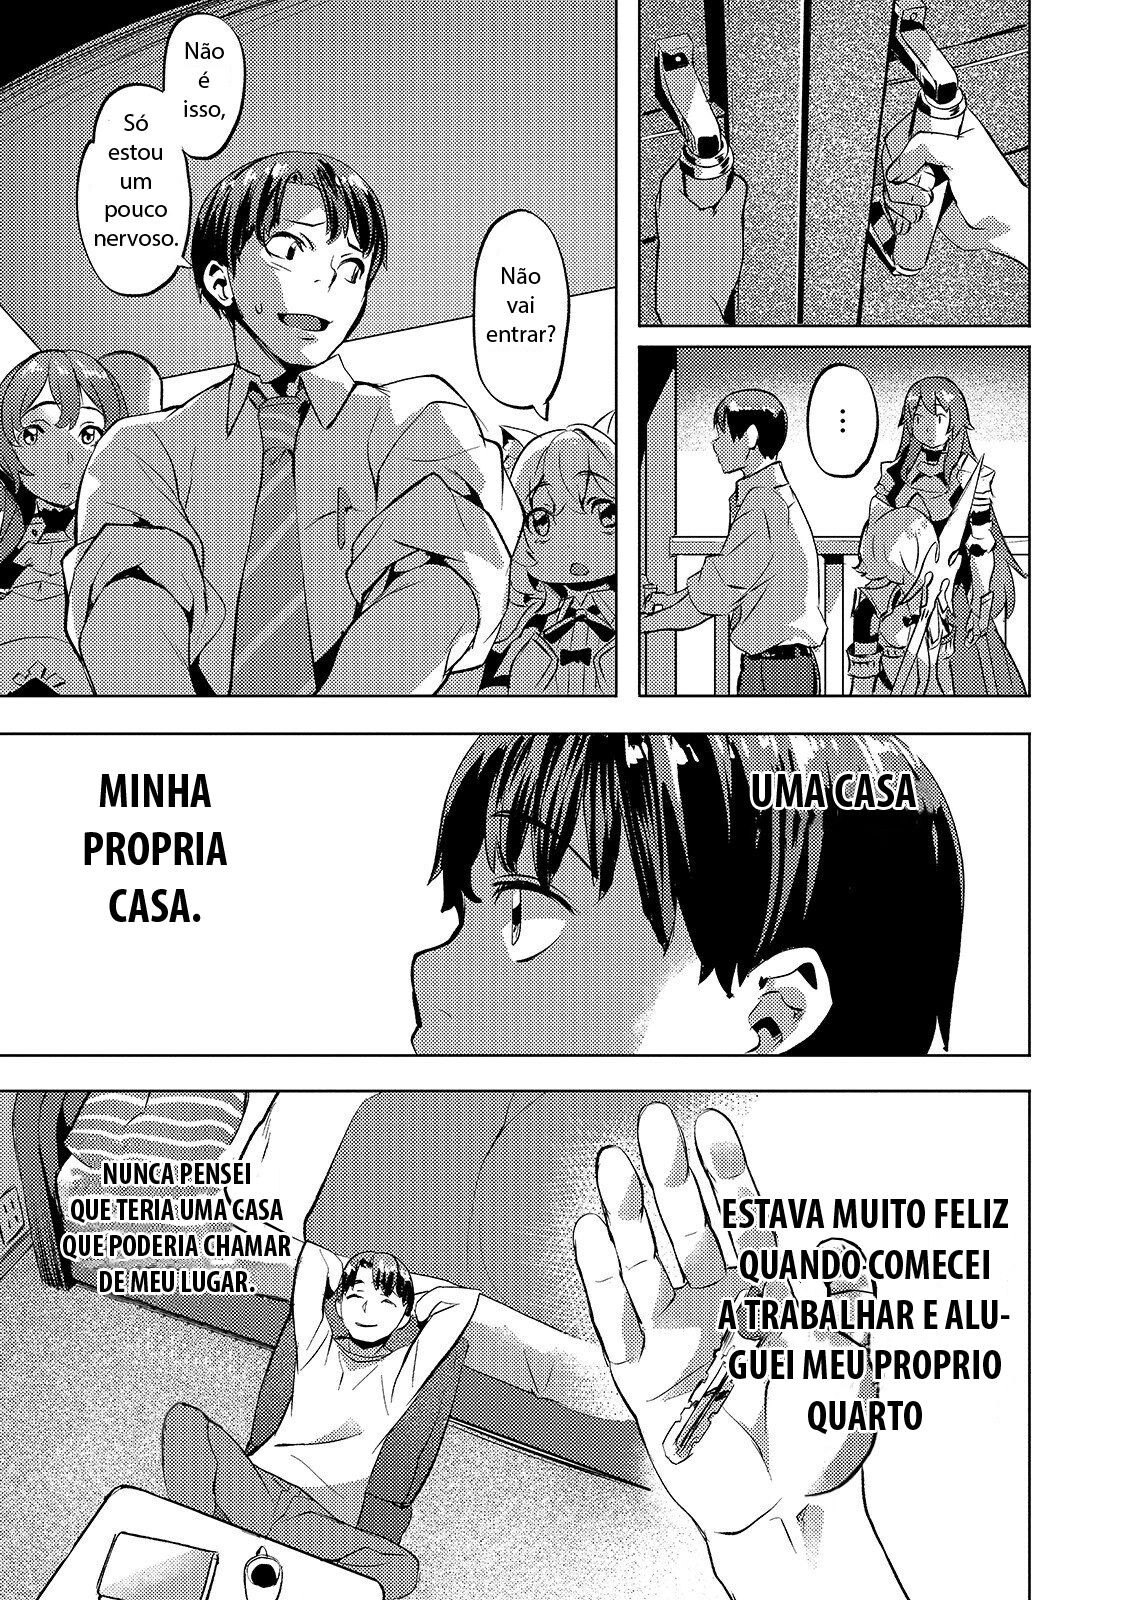 ...
Não
vai
entrar?
Não
é
isso,
Só
estou
um
pouco
nervoso.
UMA CASA
MINHA
PROPRIA
CASA.
ESTAVA MUITO FELIZ
QUANDO COMECEI
A TRABALHAR E ALU-
GUEI MEU PROPRIO
QUARTO
NUNCA PENSEI
QUE TERIA UMA CASA
QUE PODERIA CHAMAR
DE MEU LUGAR.